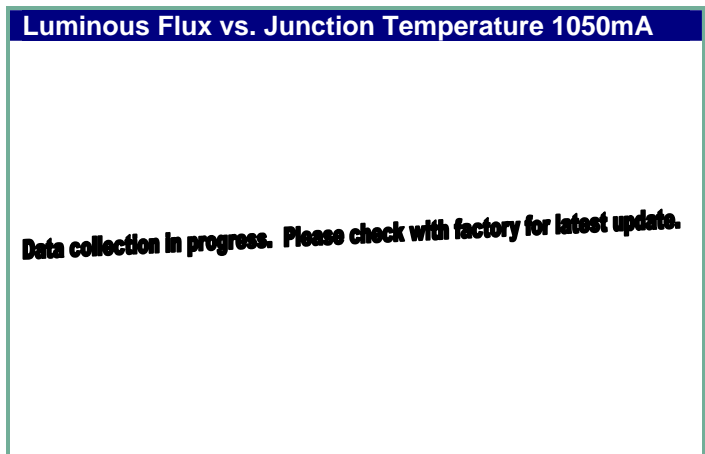 Luminous Flux vs. Junction Temperature 1050mA
Data collection in progress. Please check with factory for latest update.